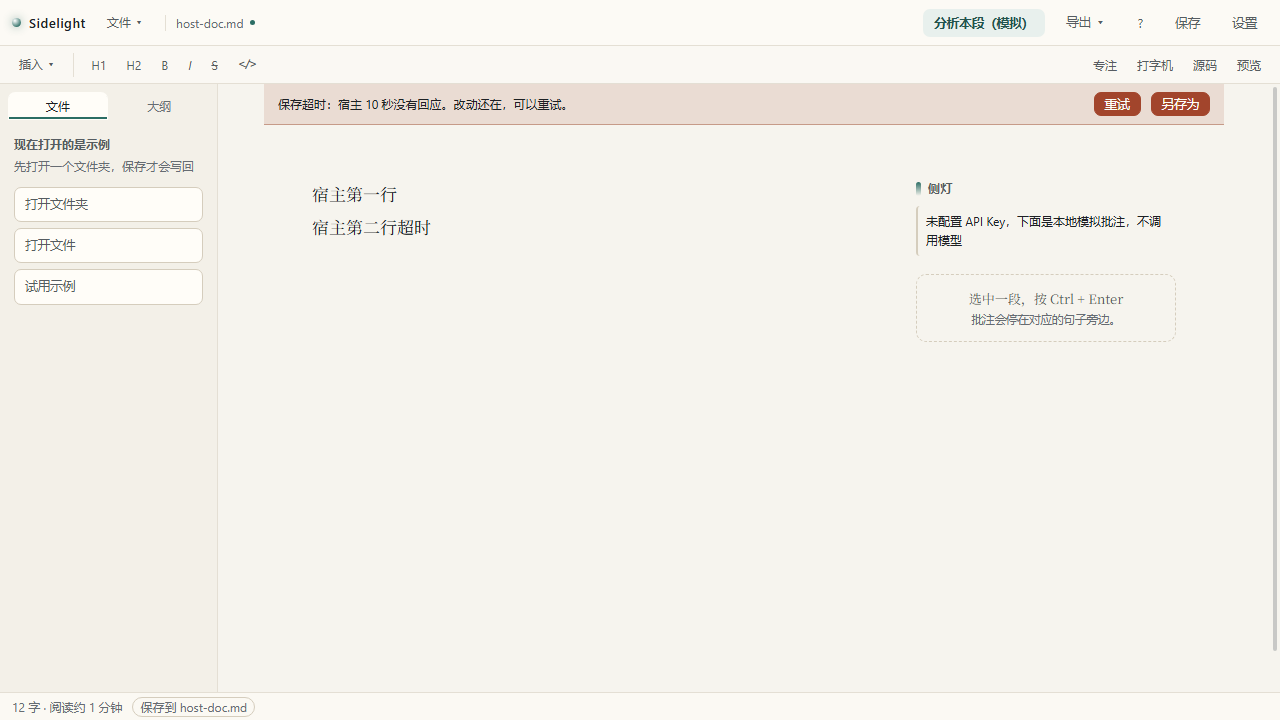 Sidelight 文件 host-doc.md 分析本段（模拟） 导出 ? 保存 设置
插入 H1 H2 B I S </> 专注 打字机 源码 预览
文件 大纲
现在打开的是示例
先打开一个文件夹，保存才会写回
打开文件夹
打开文件
试用示例
保存超时：宿主 10 秒没有回应。改动还在，可以重试。 重试 另存为
宿主第一行
宿主第二行超时
侧灯
未配置 API Key，下面是本地模拟批注，不调
用模型
选中一段，按 Ctrl + Enter
批注会停在对应的句子旁边。
12 字 · 阅读约 1 分钟 保存到 host-doc.md